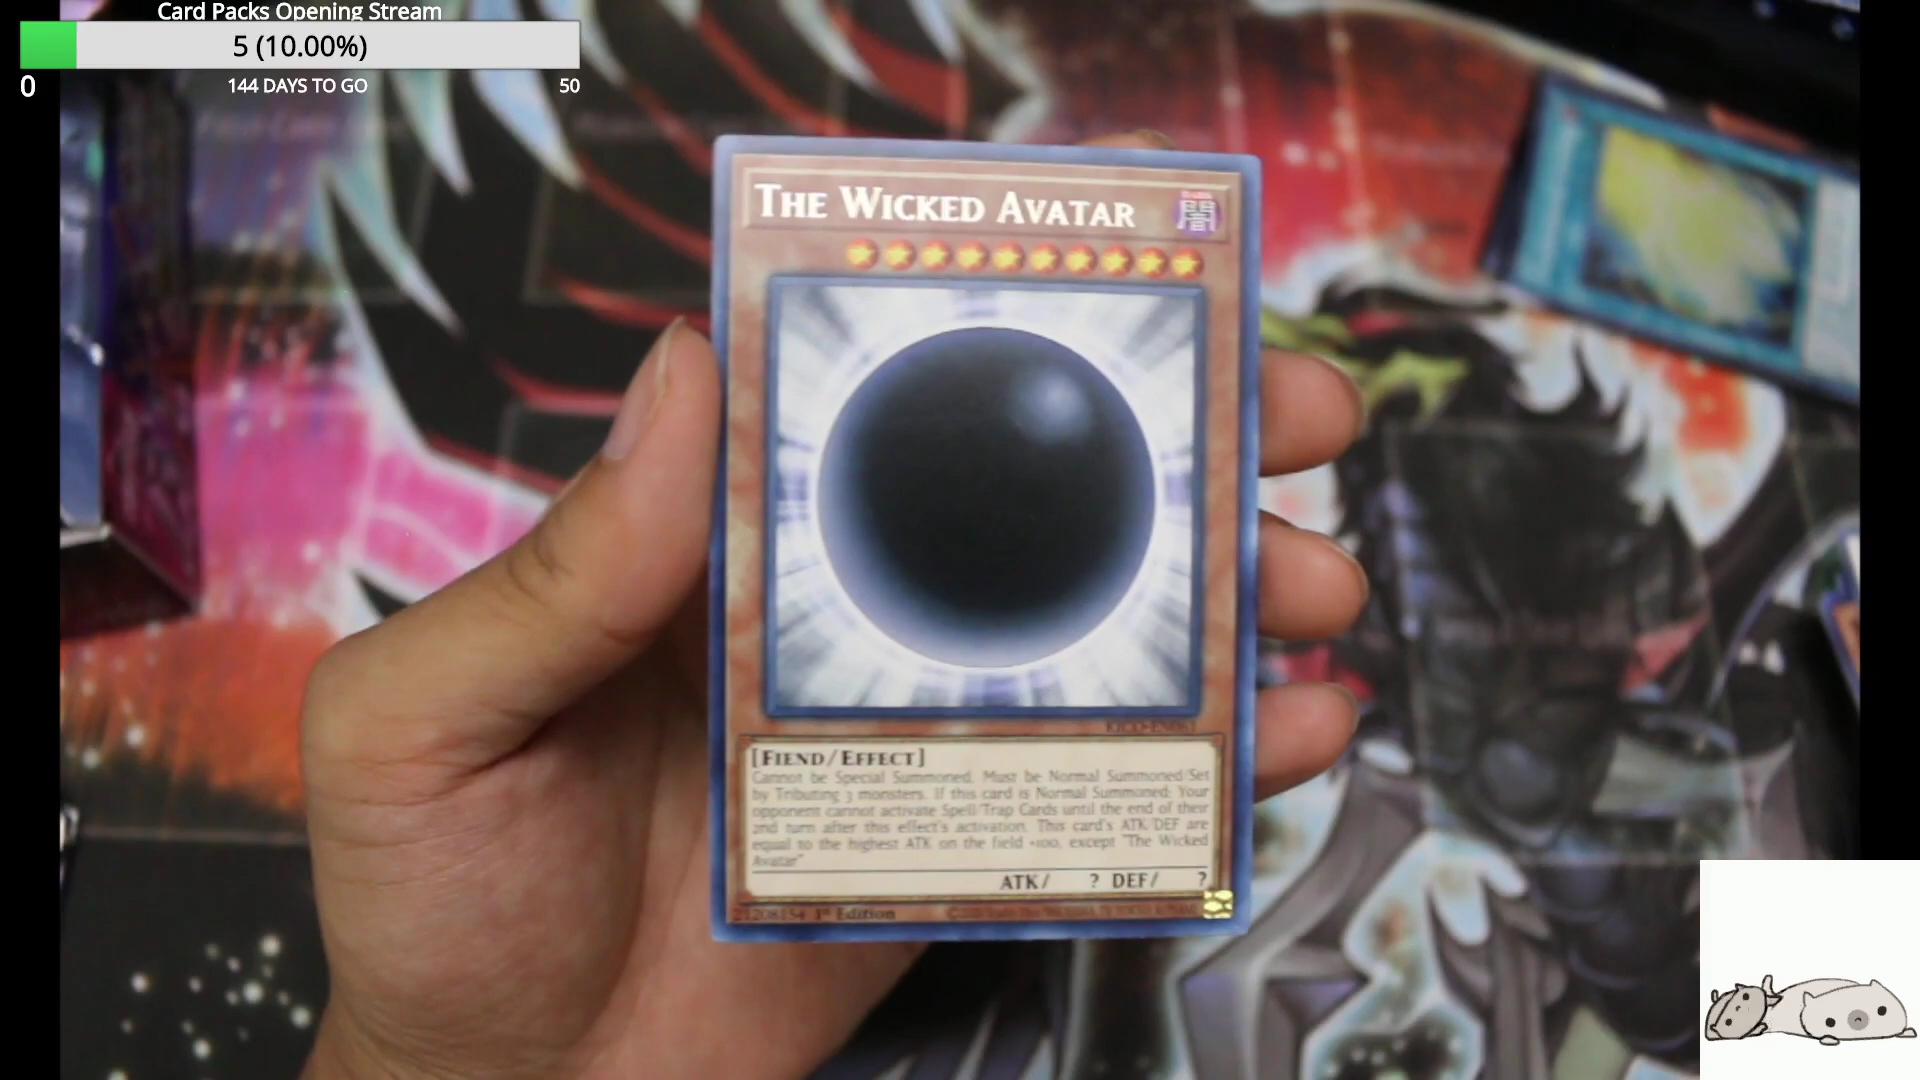 Card Packs Opening Stream
5 (10.00%)
0
144 DAYS TO GO
50
THE WICKED AVATAR
闇
[FIEND/EFFECT]
Cannot be Special Summoned. Must be Normal Summoned/Set
by Tributing 3 monsters. If this card is Normal Summoned: Your
opponent cannot activate Spell/Trap Cards until the end of their
2nd turn after this effect's activation. This card's ATK/DEF are
equal to the highest ATK on the field +100, except "The Wicked
Avatar"
ATK/ ? DEF/ ?
21208154 1st Edition